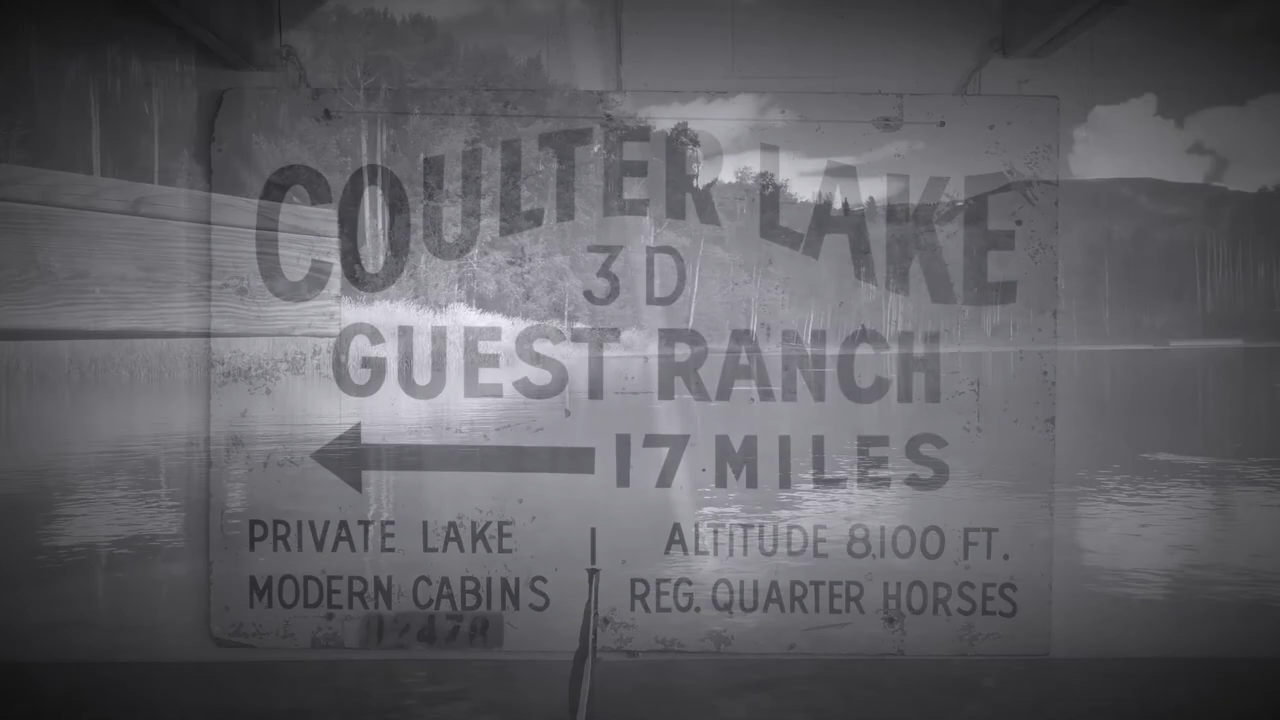 COULTER LAKE
3D
GUEST RANCH
17 MILES
PRIVATE LAKE ALTITUDE 8,100 FT.
MODERN CABINS REG. QUARTER HORSES